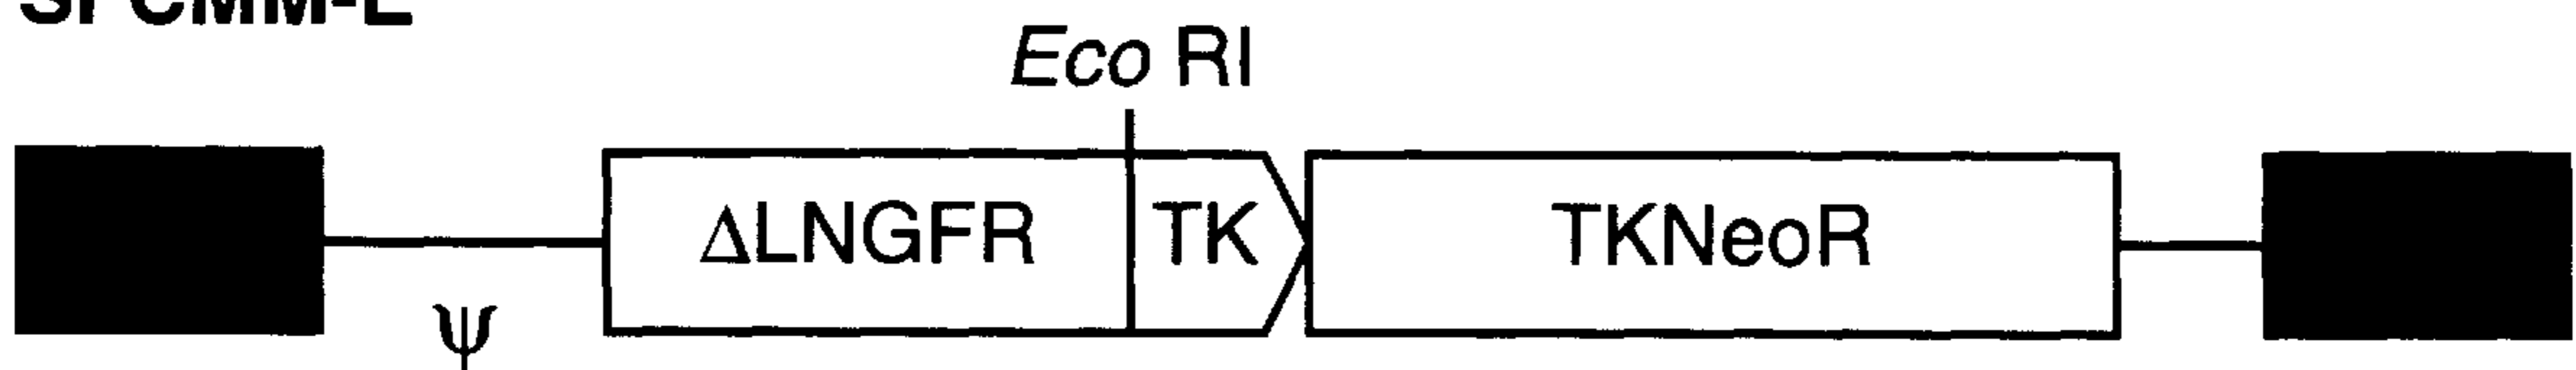 Eco RI
ΔLNGFR TK TKNeoR
ψ